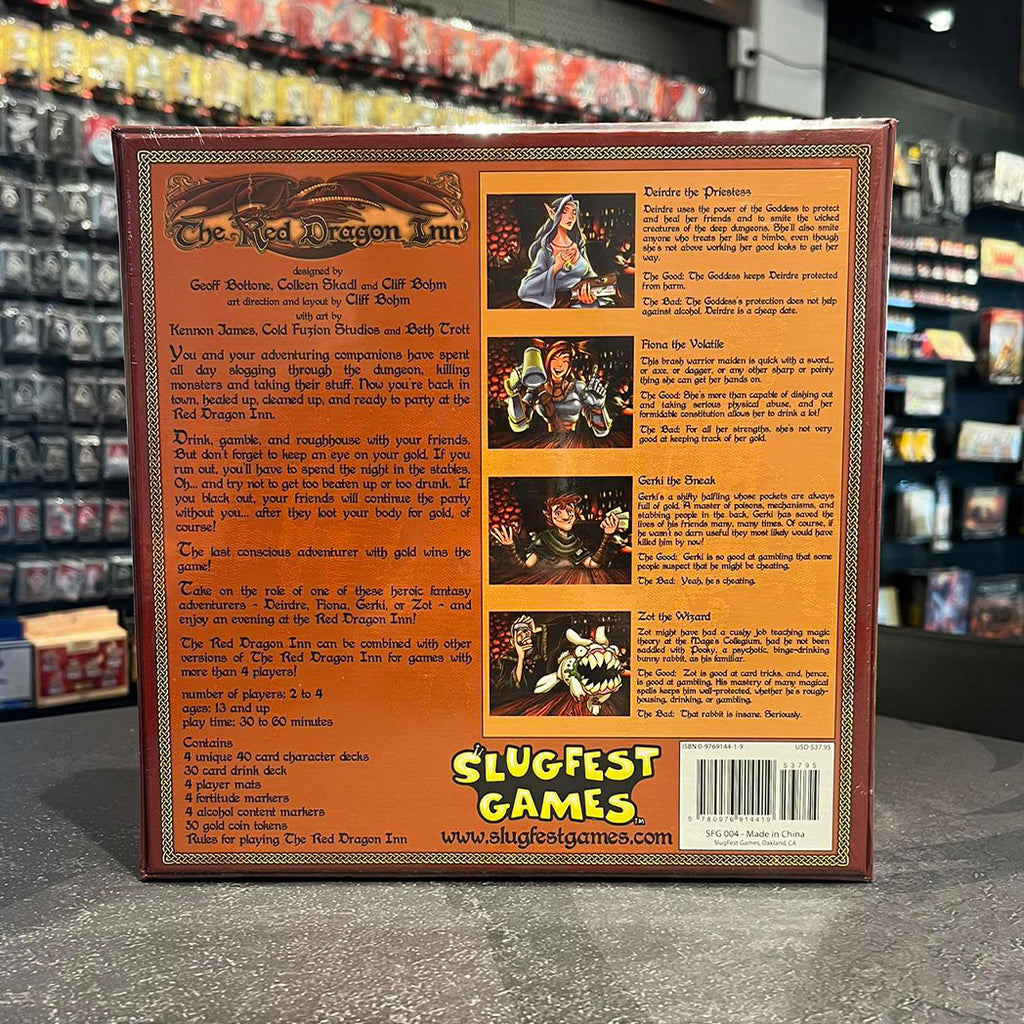 The Red Dragon Inn
designed by
Geoff Bottone, Colleen Skadl and Cliff Bohm
art direction and layout by Cliff Bohm
with art by
Kennon James, Cold Fuzion Studios and Beth Trott
You and your adventuring companions have spent
all day slogging through the dungeon, killing
monsters and taking their stuff. Now you're back in
town, healed up, cleaned up, and ready to party at the
Red Dragon Inn.
Drink, gamble, and roughhouse with your friends.
But don't forget to keep an eye on your gold. If you
run out, you'll have to spend the night in the stables.
Oh... and try not to get too beaten up or too drunk. If
you black out, your friends will continue the party
without you... after they loot your body for gold, of
course!
The last conscious adventurer with gold wins the
game!
Take on the role of one of these heroic fantasy
adventurers - Deirdre, Fiona, Gerki, or Zot - and
enjoy an evening at the Red Dragon Inn!
The Red Dragon Inn can be combined with other
versions of The Red Dragon Inn for games with
more than 4 players!
number of players: 2 to 4
ages: 13 and up
play time: 30 to 60 minutes
Contains
4 unique 40 card character decks
30 card drink deck
4 player mats
4 fortitude markers
4 alcohol content markers
50 gold coin tokens
Rules for playing The Red Dragon Inn
Deirdre the Priestess
Deirdre uses the power of the Goddess to protect
and heal her friends and to smite the wicked
creatures of the deep dungeons. She'll also smite
anyone who treats her like a bimbo, even though
she's not above working her good looks to get her
way.
The Good: The Goddess keeps Deirdre protected
from harm.
The Bad: The Goddess's protection does not help
against alcohol. Deirdre is a cheap date.
Fiona the Volatile
This brash warrior maiden is quick with a sword...
or axe, or dagger, or any other sharp or pointy
thing she can get her hands on.
The Good: She's more than capable of dishing out
and taking serious physical abuse, and her
formidable constitution allows her to drink a lot!
The Bad: For all her strengths, she's not very
good at keeping track of her gold.
Gerki the Sneak
Gerki's a shifty halfling whose pockets are always
full of gold. A master of poisons, mechanisms, and
stabbing people in the back, Gerki has saved the
lives of his friends many, many times. Of course, if
he wasn't so darn useful they most likely would have
killed him by now!
The Good: Gerki is so good at gambling that some
people suspect that he might be cheating.
The Bad: Yeah, he's cheating.
Zot the Wizard
Zot might have had a cushy job teaching magic
theory at the Mage's Collegium, had he not been
saddled with Pooky, a psychotic, binge-drinking
bunny rabbit, as his familiar.
The Good: Zot is good at card tricks, and, hence,
is good at gambling. His mastery of many magical
spells keeps him well-protected, whether he's rough-
housing, drinking, or gambling.
The Bad: That rabbit is insane. Seriously.
SLUGFEST
GAMES TM
www.slugfestgames.com
ISBN 0-9769144-1-9 USD $37.95
53795
9 780976 914419
SFG 004 - Made in China
SlugFest Games, Oakland, CA